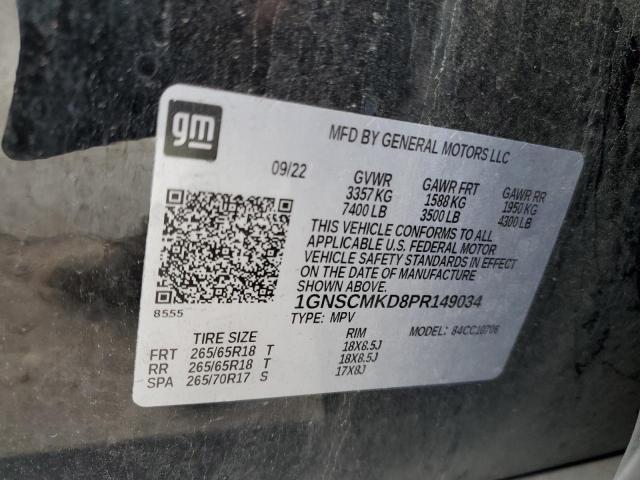 gm
MFD BY GENERAL MOTORS LLC
09/22
GVWR GAWR FRT GAWR RR
3357 KG 1588 KG 1950 KG
7400 LB 3500 LB 4300 LB
THIS VEHICLE CONFORMS TO ALL
APPLICABLE U.S. FEDERAL MOTOR
VEHICLE SAFETY STANDARDS IN
EFFECT ON THE DATE OF MANUFACTURE
SHOWN ABOVE.
1GNSCMKD8PR149034
8555
TYPE: MPV MODEL: 84CC10706
TIRE SIZE RIM
FRT 265/65R18 T 18X8.5J
RR 265/65R18 T 18X8.5J
SPA 265/70R17 S 17X8J